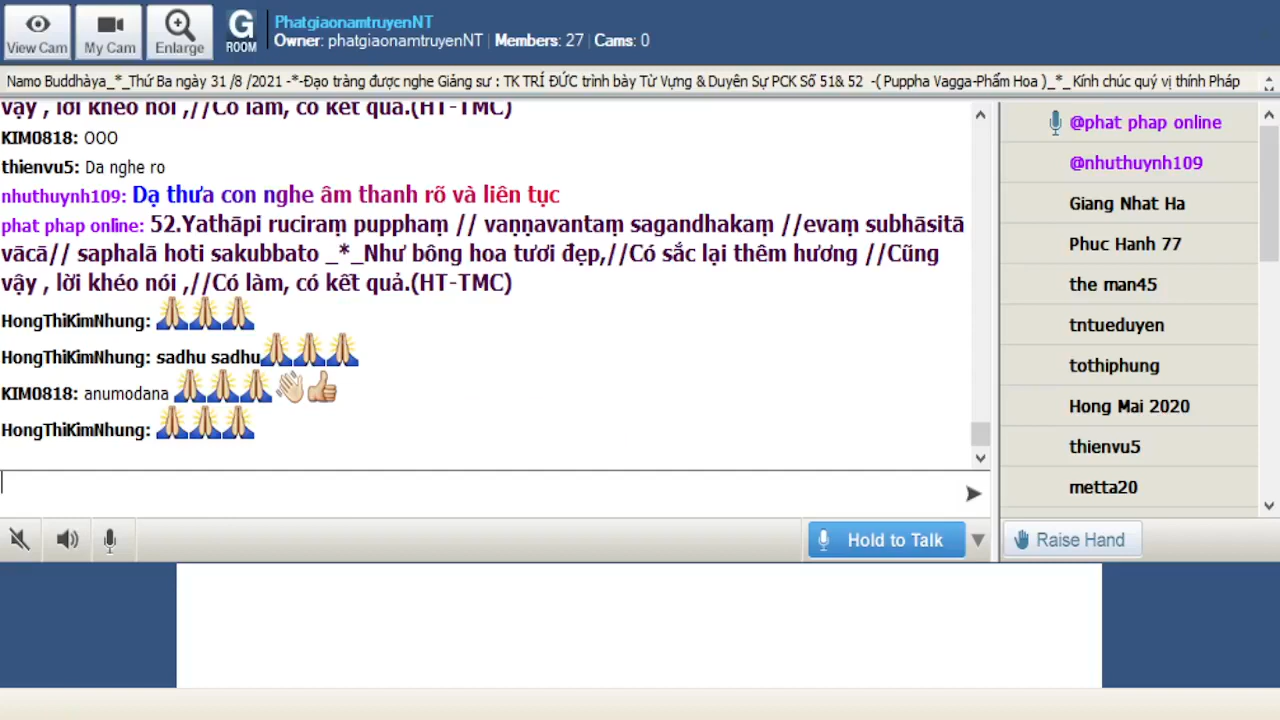 PhatgiaonamtruyenNT
Owner: phatgiaonamtruyenNT | Members: 27 | Cams: 0
View Cam
My Cam
Enlarge
G
ROOM
Namo Buddhàya_*_Thứ Ba ngày 31 /8 /2021 -*-Đạo tràng được nghe Giảng sư : TK TRÍ ĐỨC trình bày Từ Vựng & Duyên Sự PCK Số 51& 52 -( Puppha Vagga-Phẩm Hoa )_*_ Kính chúc quý vị thính Pháp
vậy , lời khéo nói ,//Có làm, có kết quả.(HT-TMC)
KIM0818: OOO
thienvu5: Da nghe ro
nhuthuynh109: Dạ thưa con nghe âm thanh rõ và liên tục
phat phap online: 52.Yathāpi ruciraṃ pupphaṃ // vaṇṇavantaṃ sagandhakaṃ //evaṃ subhāsitā
vācā// saphalā hoti sakubbato _*_Như bông hoa tươi đẹp,//Có sắc lại thêm hương //Cũng
vậy , lời khéo nói ,//Có làm, có kết quả.(HT-TMC)
HongThiKimNhung: 🙏🙏🙏
HongThiKimNhung: sadhu sadhu🙏🙏🙏
KIM0818: anumodana 🙏🙏🙏👋👍
HongThiKimNhung: 🙏🙏🙏
@phat phap online
@nhuthuynh109
Giang Nhat Ha
Phuc Hanh 77
the man45
tntueduyen
tothiphung
Hong Mai 2020
thienvu5
metta20
Hold to Talk
Raise Hand